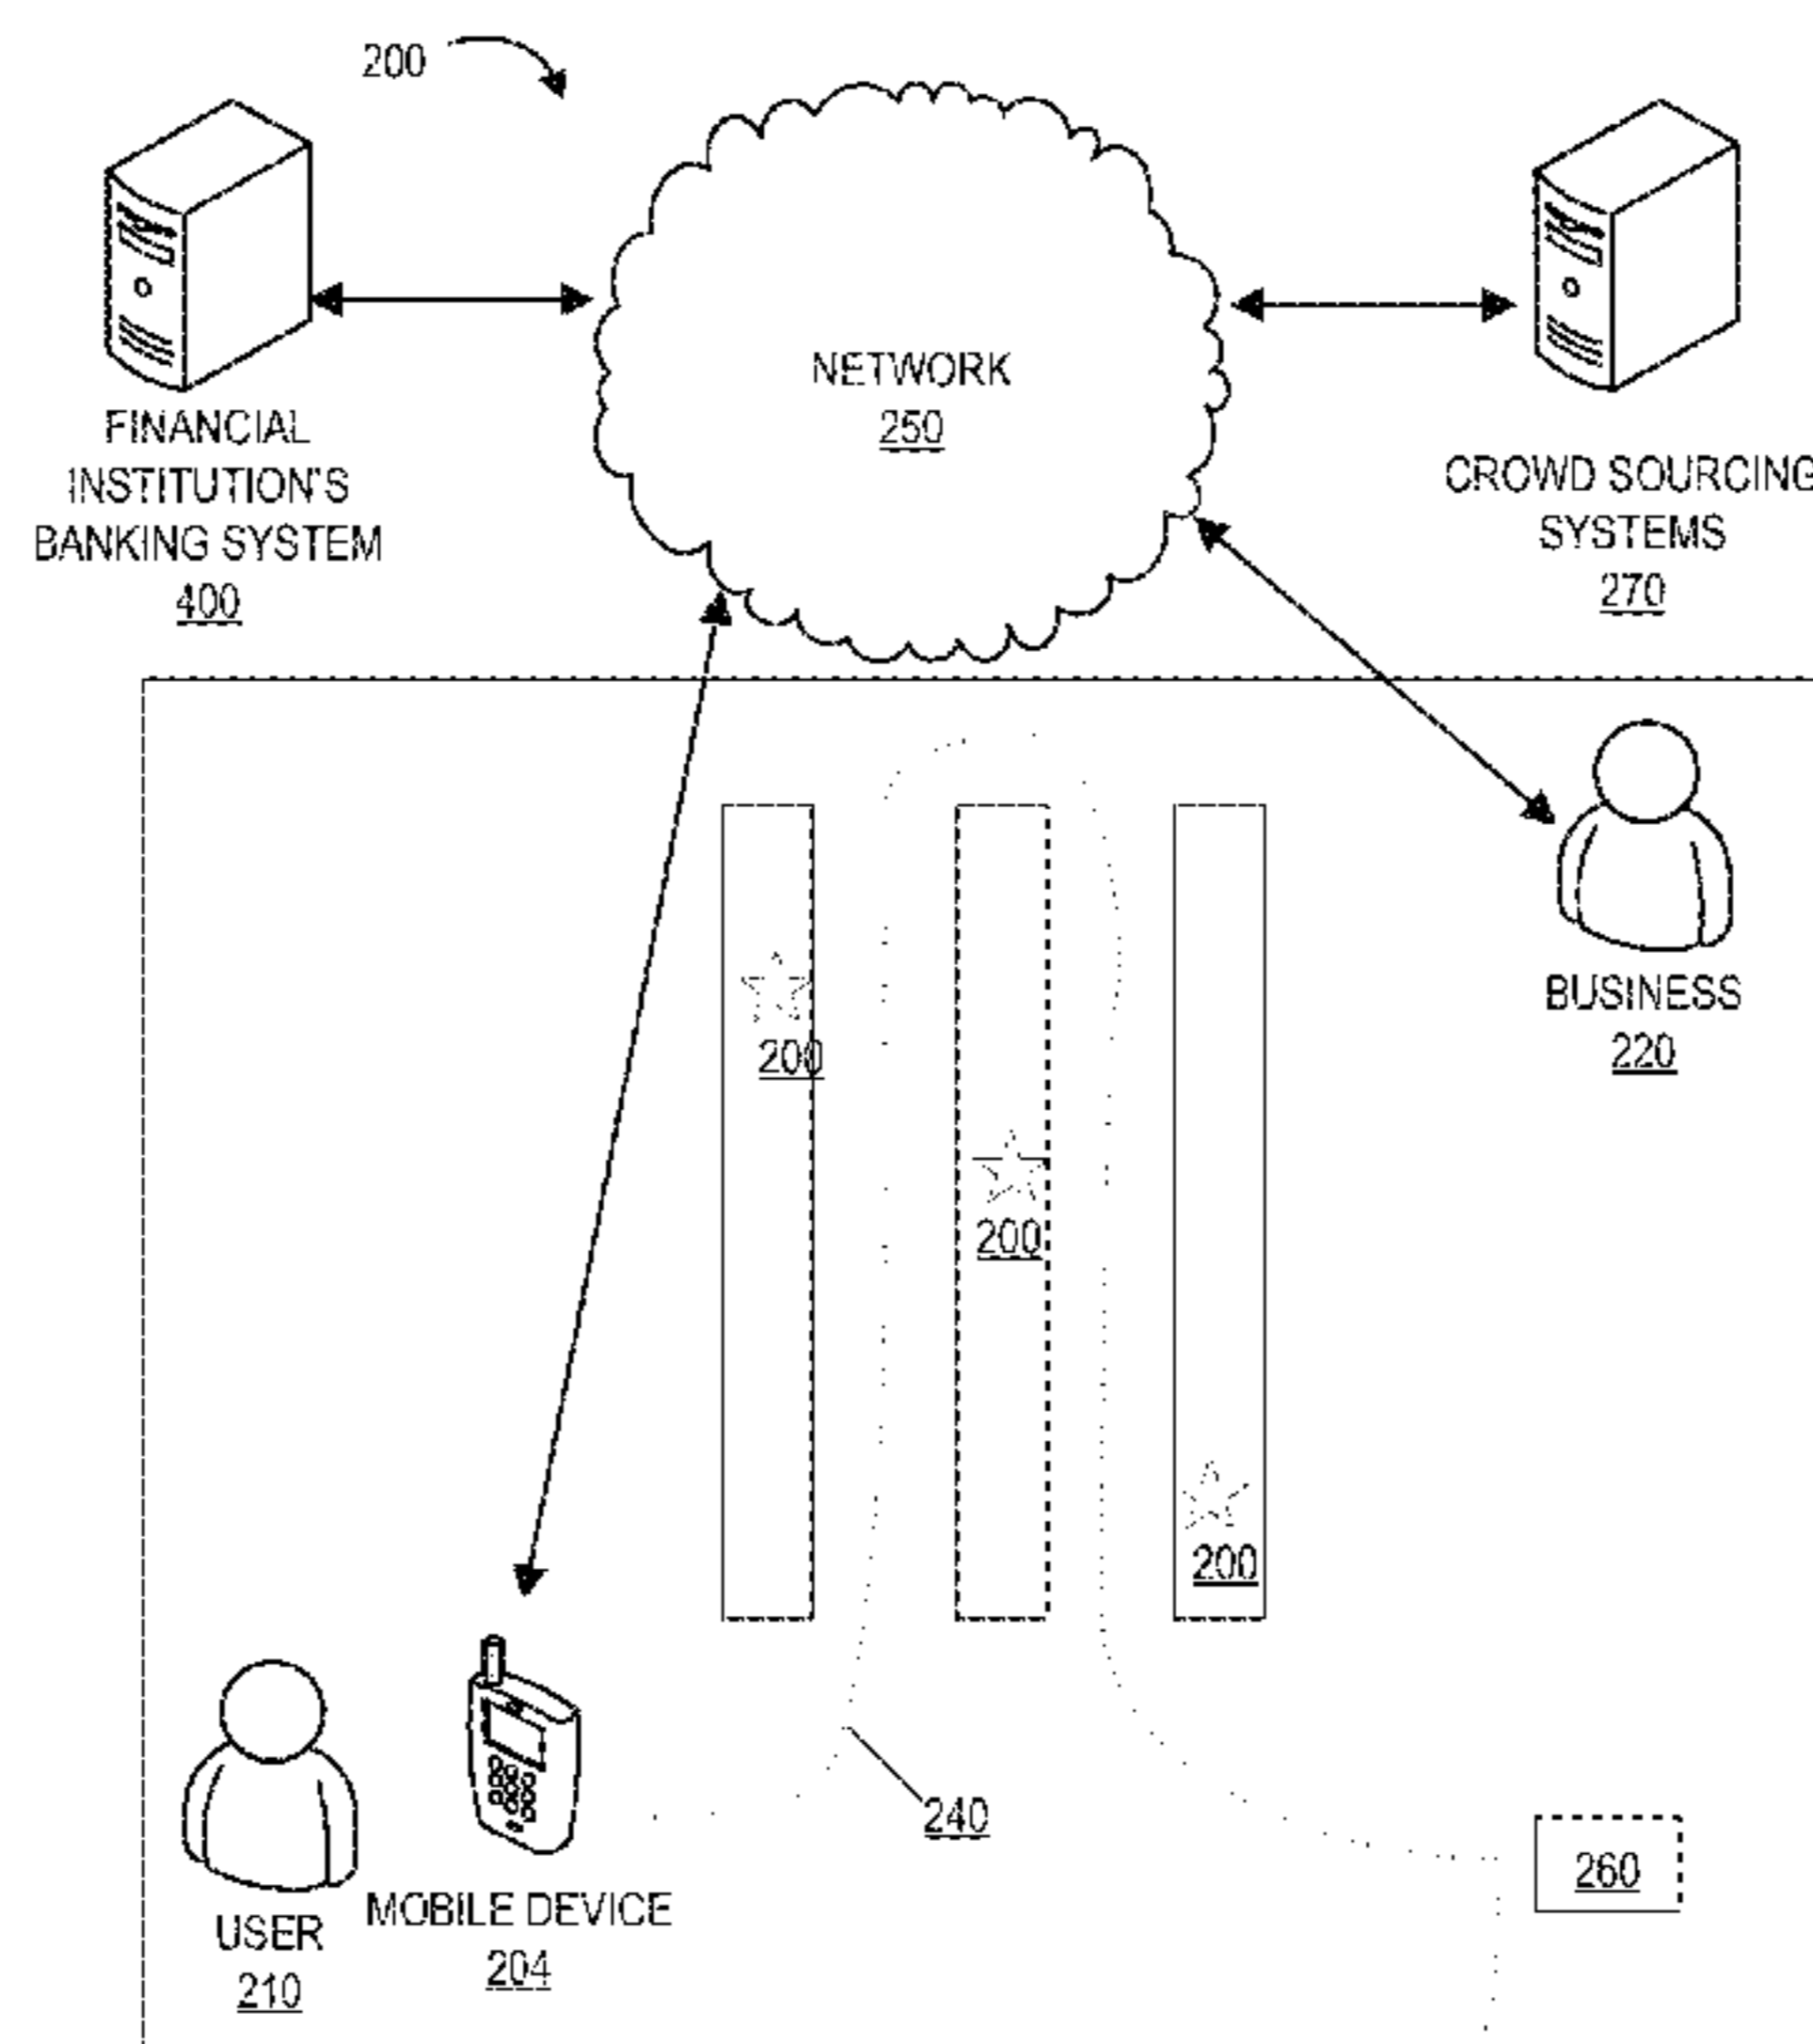 200
NETWORK
250
FINANCIAL
INSTITUTION'S
BANKING SYSTEM
400
CROWD SOURCING
SYSTEMS
270
BUSINESS
220
200
200
200
240
260
MOBILE DEVICE
204
USER
210